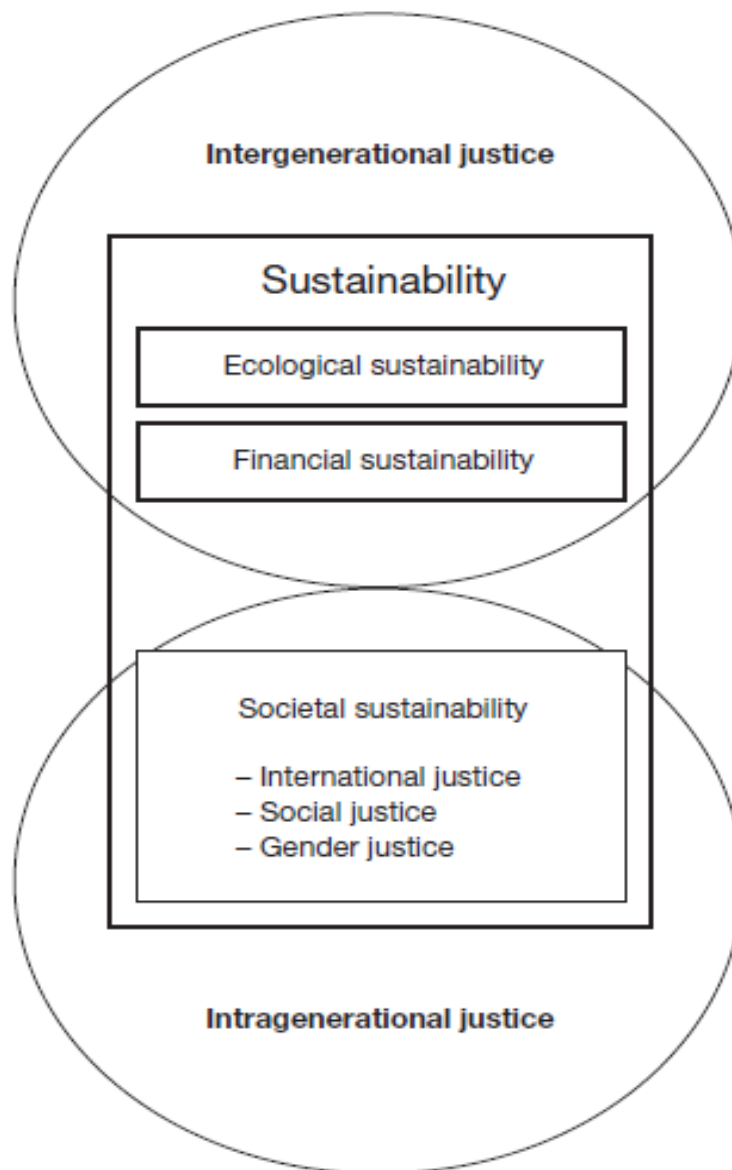 Intergenerational justice
Sustainability
Ecological sustainability
Financial sustainability
Societal sustainability
– International justice
– Social justice
– Gender justice
Intragenerational justice